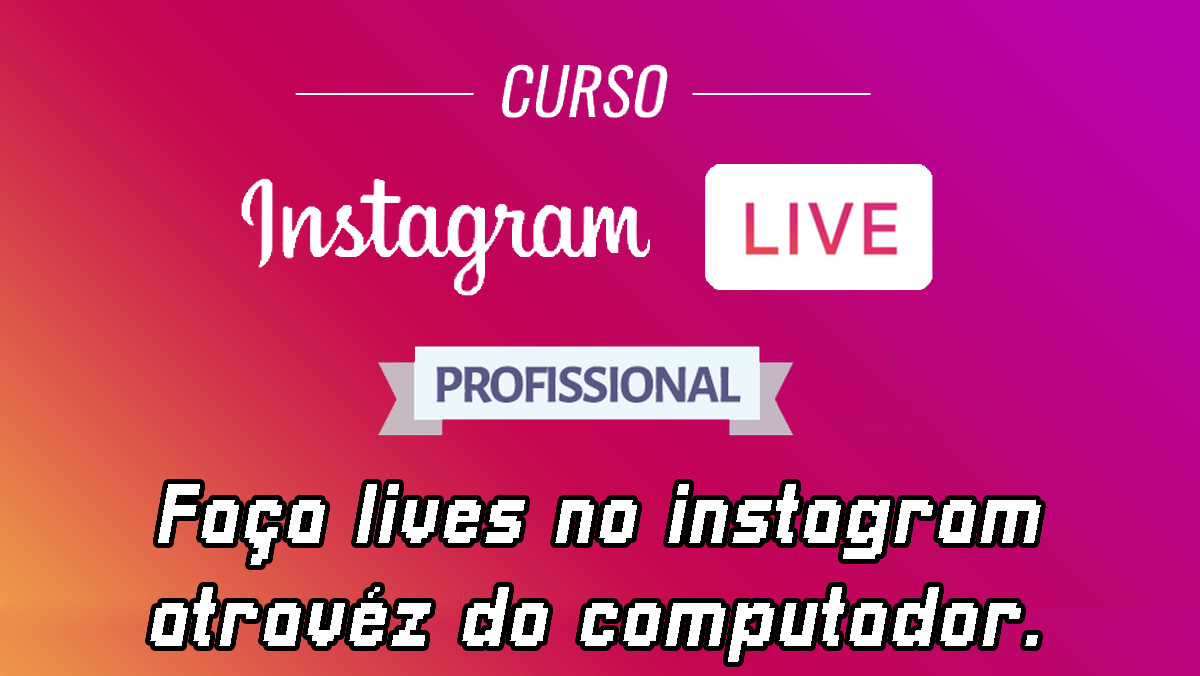 CURSO
Instagram LIVE
PROFISSIONAL
Faça lives no instagram
atravéz do computador.